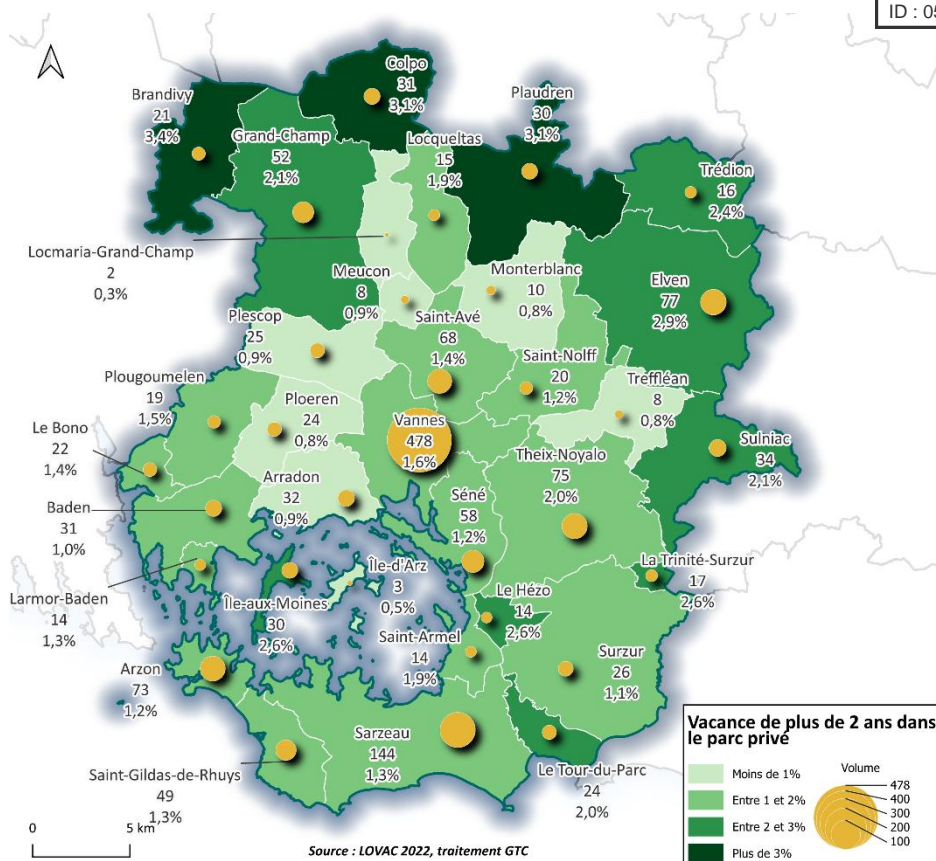 ID : 05
Colpo
31
3,1%
Brandivy
21
3,4%
Plaudren
30
3,1%
Grand-Champ
52
2,1%
Locqueltas
15
1,9%
Trédion
16
2,4%
Locmaria-Grand-Champ
2
0,3%
Meucon
8
0,9%
Monterblanc
10
0,8%
Elven
77
2,9%
Plescop
25
0,9%
Saint-Avé
68
1,4%
Saint-Nolff
20
1,2%
Plougoumelen
19
1,5%
Ploeren
24
0,8%
Tréffléan
8
0,8%
Le Bono
22
1,4%
Vannes
478
1,6%
Theix-Noyalo
75
2,0%
Sulniac
34
2,1%
Arradon
32
0,9%
Séné
58
1,2%
Baden
31
1,0%
Île-d'Arz
3
0,5%
La Trinité-Surzur
17
2,6%
Larmor-Baden
14
1,3%
Île-aux-Moines
30
2,6%
Le Hézo
14
2,6%
Saint-Armel
14
1,9%
Surzur
26
1,1%
Arzon
73
1,2%
Sarzeau
144
1,3%
Saint-Gildas-de-Rhuys
49
1,3%
Le Tour-du-Parc
24
2,0%
Vacance de plus de 2 ans dans
le parc privé
Moins de 1%
Entre 1 et 2%
Entre 2 et 3%
Plus de 3%
Volume
478
400
300
200
100
0 5 km
Source : LOVAC 2022, traitement GTC